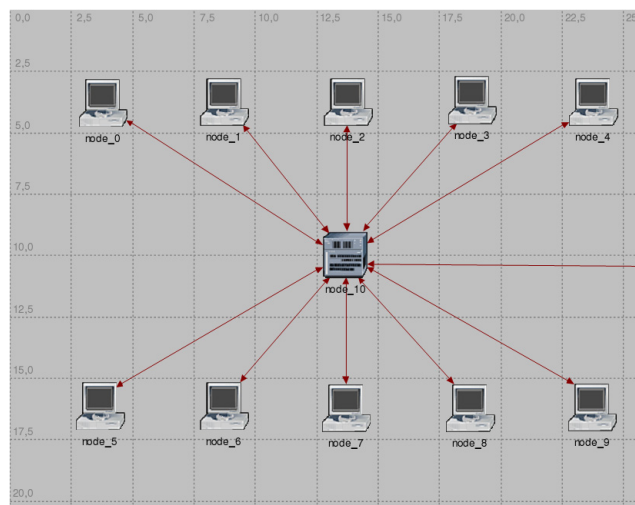 0,0 2,5 5,0 7,5 10,0 12,5 15,0 17,5 20,0 22,5 25,
2,5
node_0 node_1 node_2 node_3 node_4
5,0
7,5
10,0
node_10
12,5
15,0
node_5 node_6 node_7 node_8 node_9
17,5
20,0